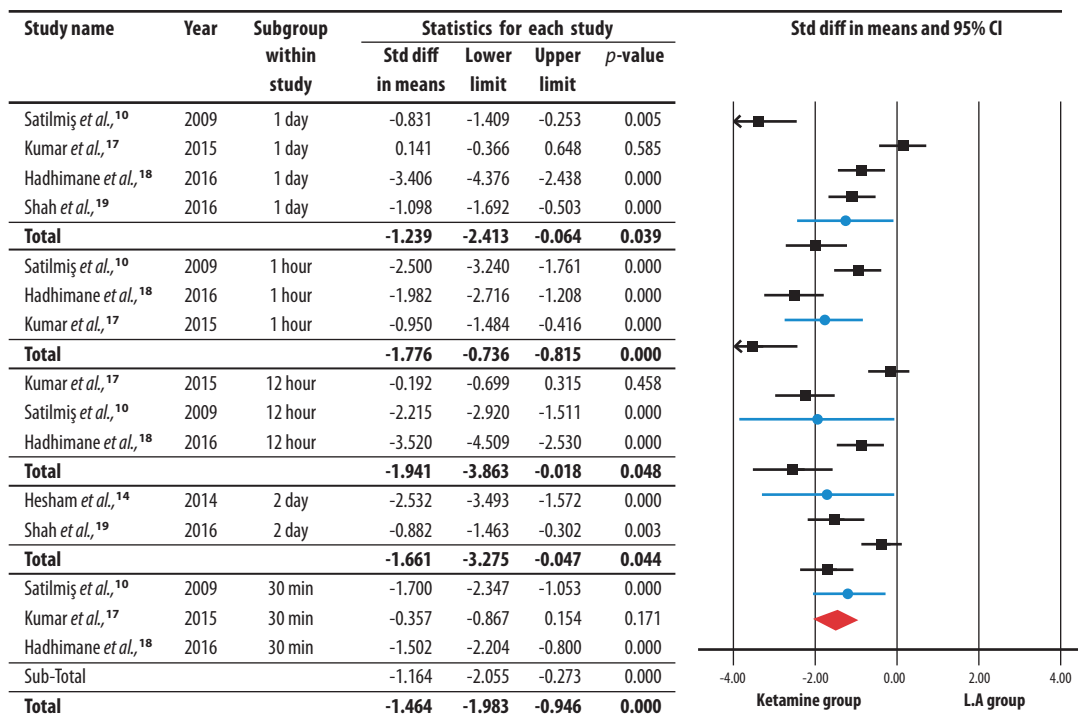 Study name Year Subgroup within study Statistics for each study Std diff in means and 95% CI
Std diff in means Lower limit Upper limit p-value
Satilmiş et al.,10 2009 1 day -0.831 -1.409 -0.253 0.005
Kumar et al.,17 2015 1 day 0.141 -0.366 0.648 0.585
Hadhimane et al.,18 2016 1 day -3.406 -4.376 -2.438 0.000
Shah et al.,19 2016 1 day -1.098 -1.692 -0.503 0.000
Total -1.239 -2.413 -0.064 0.039
Satilmiş et al.,10 2009 1 hour -2.500 -3.240 -1.761 0.000
Hadhimane et al.,18 2016 1 hour -1.982 -2.716 -1.208 0.000
Kumar et al.,17 2015 1 hour -0.950 -1.484 -0.416 0.000
Total -1.776 -0.736 -0.815 0.000
Kumar et al.,17 2015 12 hour -0.192 -0.699 0.315 0.458
Satilmiş et al.,10 2009 12 hour -2.215 -2.920 -1.511 0.000
Hadhimane et al.,18 2016 12 hour -3.520 -4.509 -2.530 0.000
Total -1.941 -3.863 -0.018 0.048
Hesham et al.,14 2014 2 day -2.532 -3.493 -1.572 0.000
Shah et al.,19 2016 2 day -0.882 -1.463 -0.302 0.003
Total -1.661 -3.275 -0.047 0.044
Satilmiş et al.,10 2009 30 min -1.700 -2.347 -1.053 0.000
Kumar et al.,17 2015 30 min -0.357 -0.867 0.154 0.171
Hadhimane et al.,18 2016 30 min -1.502 -2.204 -0.800 0.000
Sub-Total -1.164 -2.055 -0.273 0.000
Total -1.464 -1.983 -0.946 0.000
-4.00 -2.00 0.00 2.00 4.00
Ketamine group L.A group